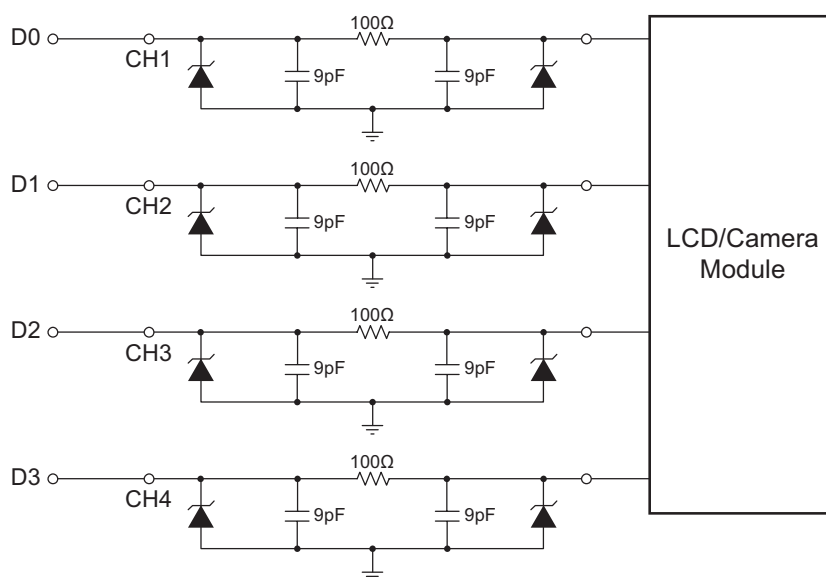 100Ω
D0
CH1
9pF
9pF
100Ω
D1
CH2
9pF
9pF
LCD/Camera
Module
100Ω
D2
CH3
9pF
9pF
100Ω
D3
CH4
9pF
9pF